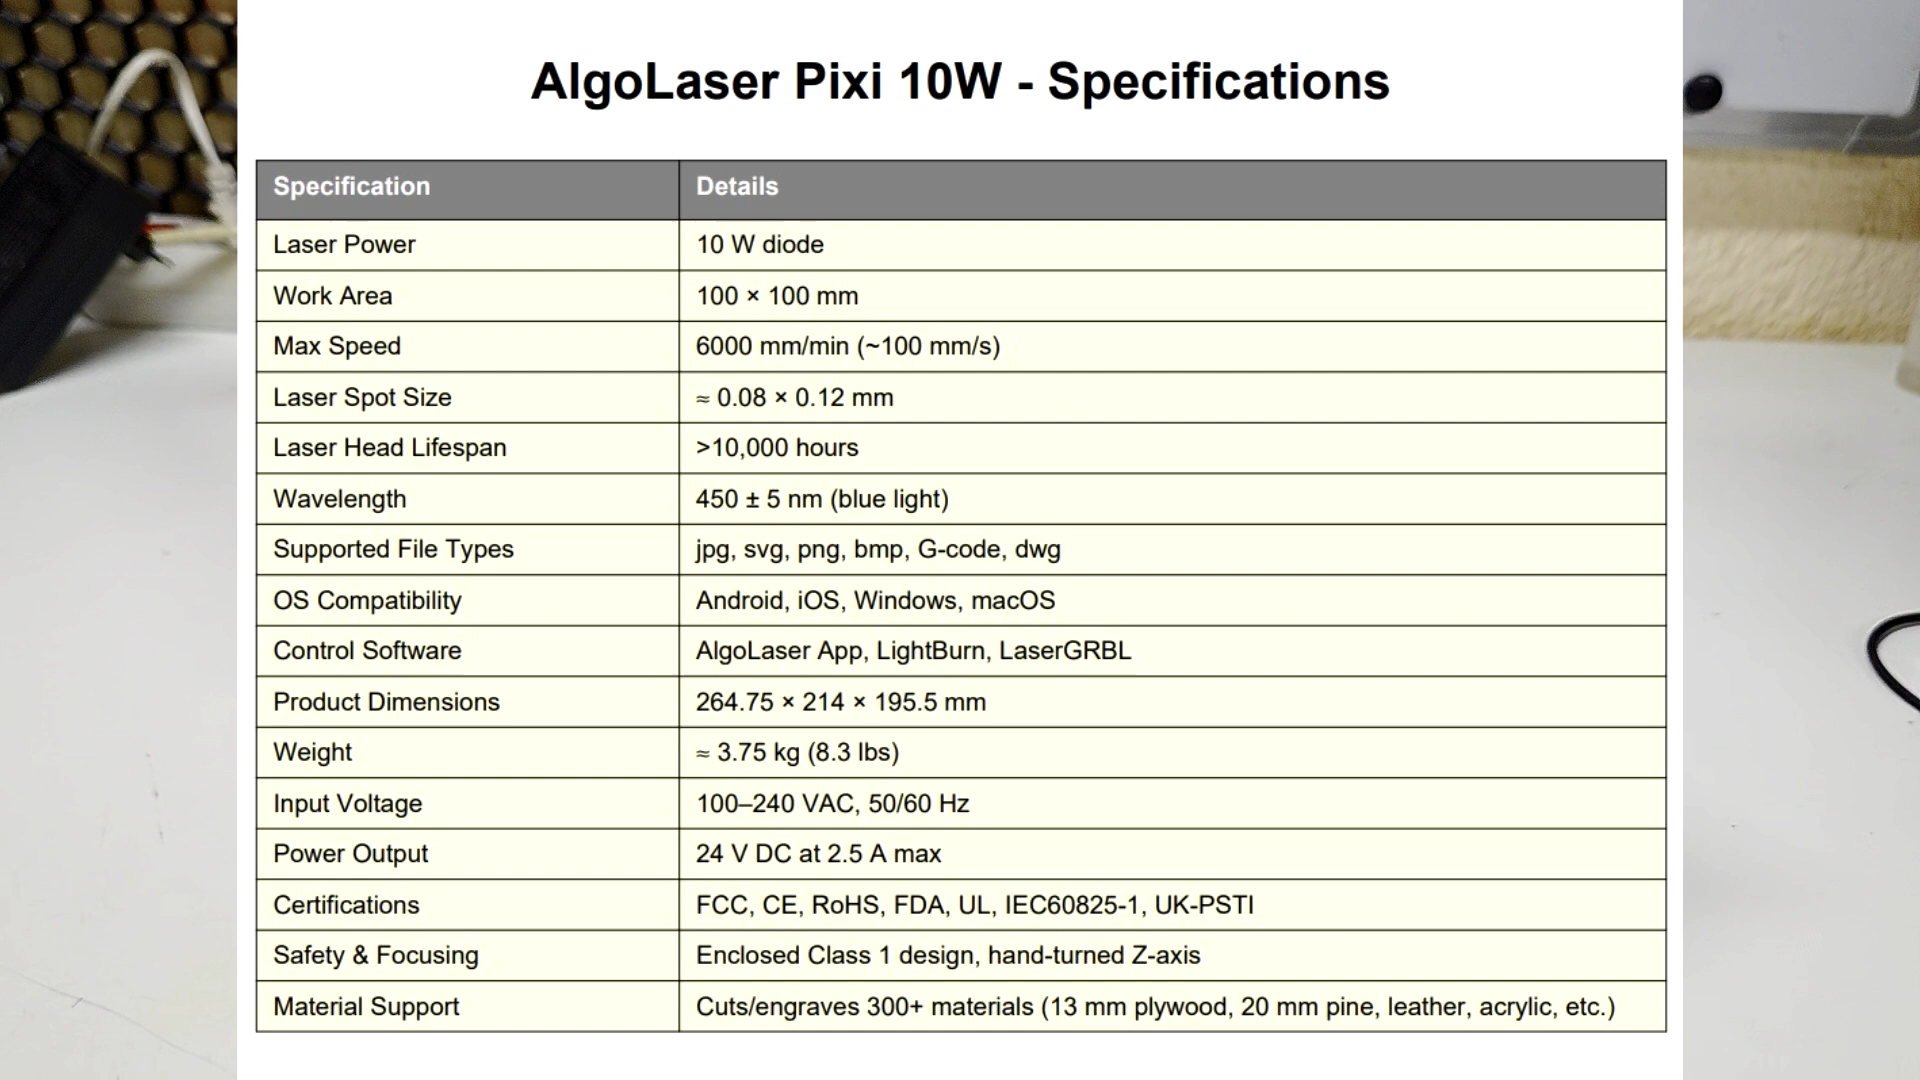 AlgoLaser Pixi 10W - Specifications
Specification Details
Laser Power 10 W diode
Work Area 100 × 100 mm
Max Speed 6000 mm/min (~100 mm/s)
Laser Spot Size ≈ 0.08 × 0.12 mm
Laser Head Lifespan >10,000 hours
Wavelength 450 ± 5 nm (blue light)
Supported File Types jpg, svg, png, bmp, G-code, dwg
OS Compatibility Android, iOS, Windows, macOS
Control Software AlgoLaser App, LightBurn, LaserGRBL
Product Dimensions 264.75 × 214 × 195.5 mm
Weight ≈ 3.75 kg (8.3 lbs)
Input Voltage 100–240 VAC, 50/60 Hz
Power Output 24 V DC at 2.5 A max
Certifications FCC, CE, RoHS, FDA, UL, IEC60825-1, UK-PSTI
Safety & Focusing Enclosed Class 1 design, hand-turned Z-axis
Material Support Cuts/engraves 300+ materials (13 mm plywood, 20 mm pine, leather, acrylic, etc.)